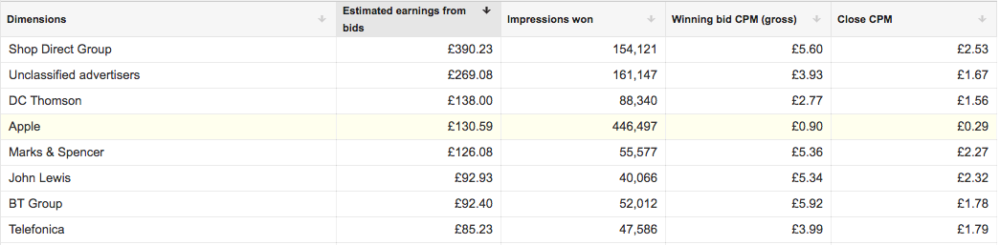 Dimensions Estimated earnings from bids Impressions won Winning bid CPM (gross) Close CPM
Shop Direct Group £390.23 154,121 £5.60 £2.53
Unclassified advertisers £269.08 161,147 £3.93 £1.67
DC Thomson £138.00 88,340 £2.77 £1.56
Apple £130.59 446,497 £0.90 £0.29
Marks & Spencer £126.08 55,577 £5.36 £2.27
John Lewis £92.93 40,066 £5.34 £2.32
BT Group £92.40 52,012 £5.92 £1.78
Telefonica £85.23 47,586 £3.99 £1.79